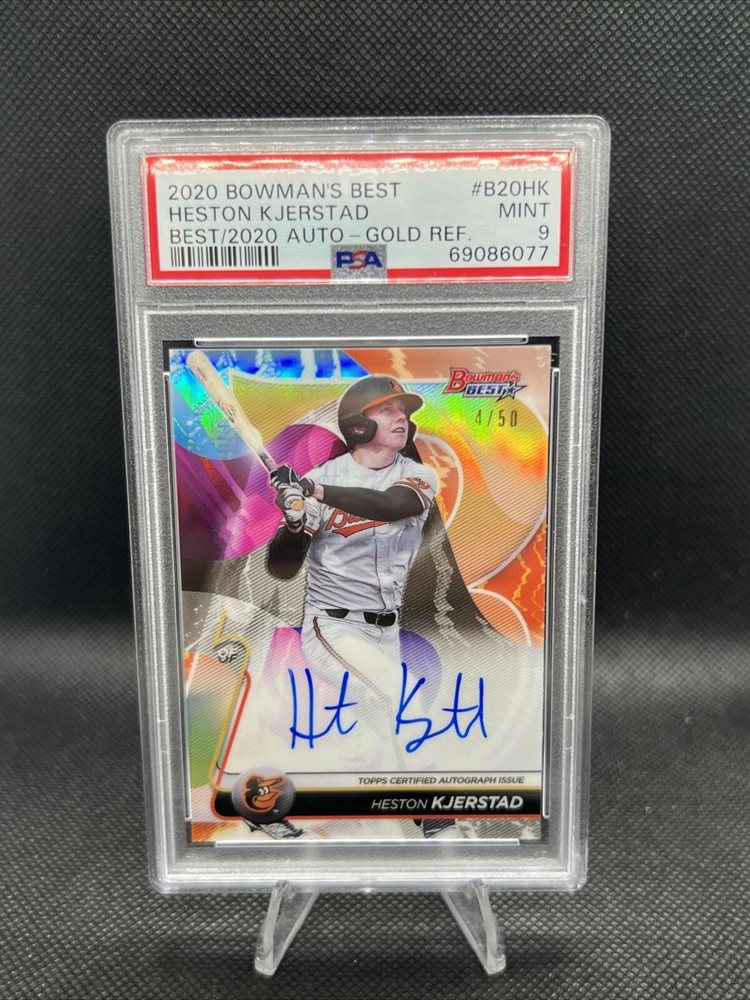 2020 BOWMAN'S BEST #B20HK
HESTON KJERSTAD MINT
BEST/2020 AUTO - GOLD REF. 9
PSA 69086077
Bowman's
BEST
4/50
OF
TOPPS CERTIFIED AUTOGRAPH ISSUE
HESTON KJERSTAD